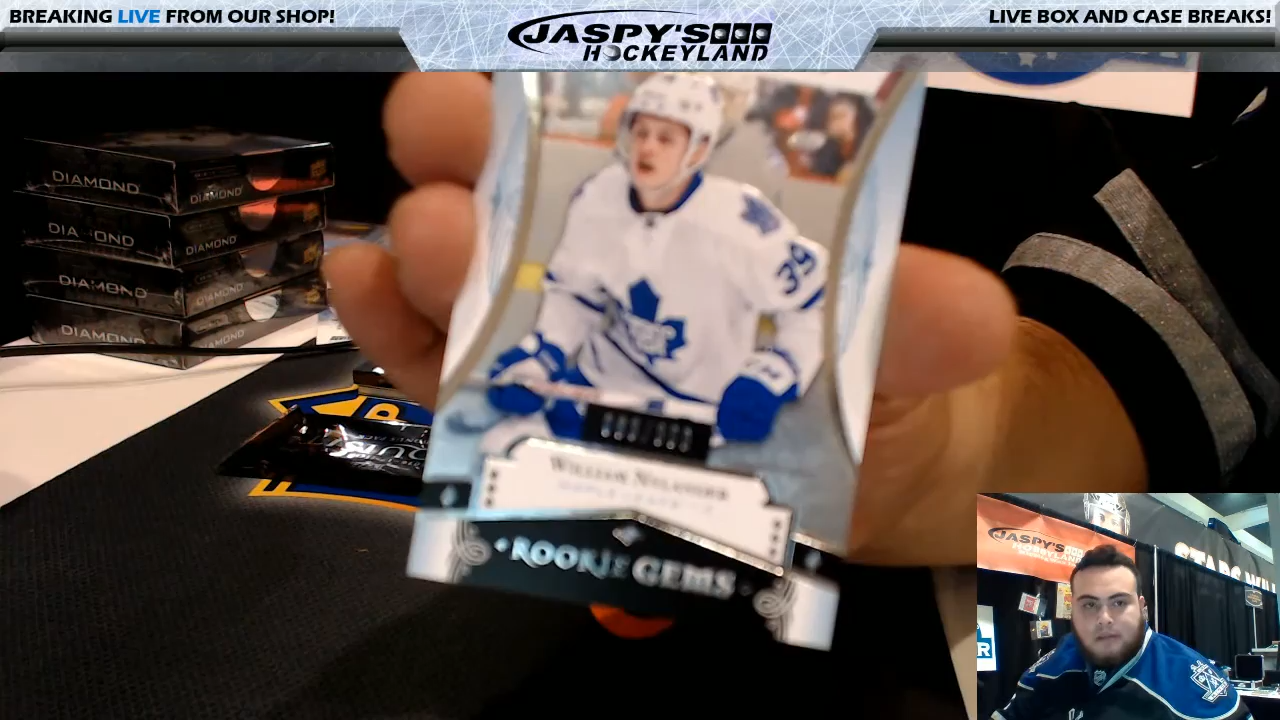 BREAKING LIVE FROM OUR SHOP!
JASPY'S
HOCKEYLAND
LIVE BOX AND CASE BREAKS!
DIAMOND
DIAMOND
DIAMOND
DIAMOND
DIAMOND
DIAMOND
DIAMOND
39
WILLIAM NYLANDER
ROOKIE GEMS
JASPY'S
HOCKEYLAND
STARS